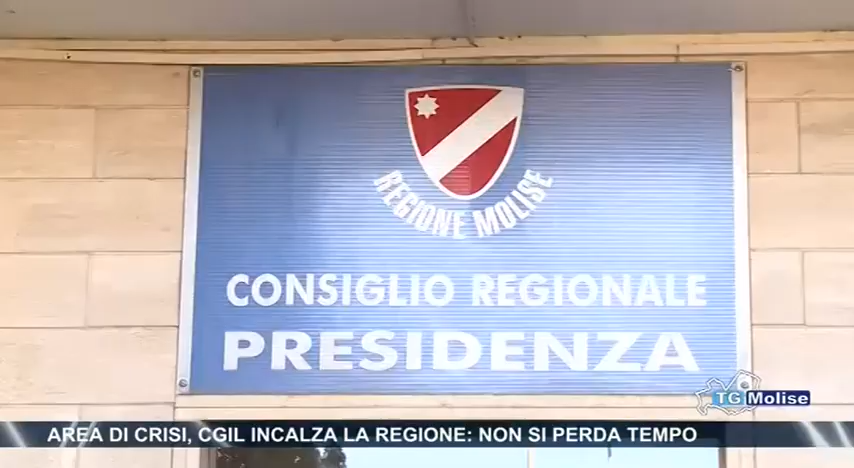 REGIONE MOLISE
CONSIGLIO REGIONALE
PRESIDENZA
TG Molise
AREA DI CRISI, CGIL INCALZA LA REGIONE: NON SI PERDA TEMPO